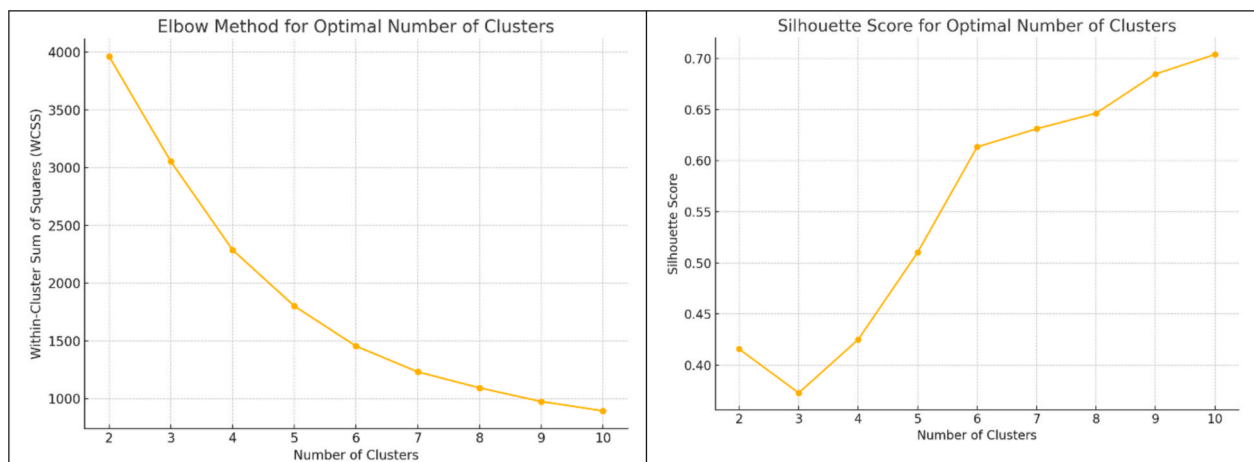 Elbow Method for Optimal Number of Clusters
4000
3500
3000
2500
2000
1500
1000
Within-Cluster Sum of Squares (WCSS)
2 3 4 5 6 7 8 9 10
Number of Clusters
Silhouette Score for Optimal Number of Clusters
0.70
0.65
0.60
0.55
0.50
0.45
0.40
Silhouette Score
2 3 4 5 6 7 8 9 10
Number of Clusters